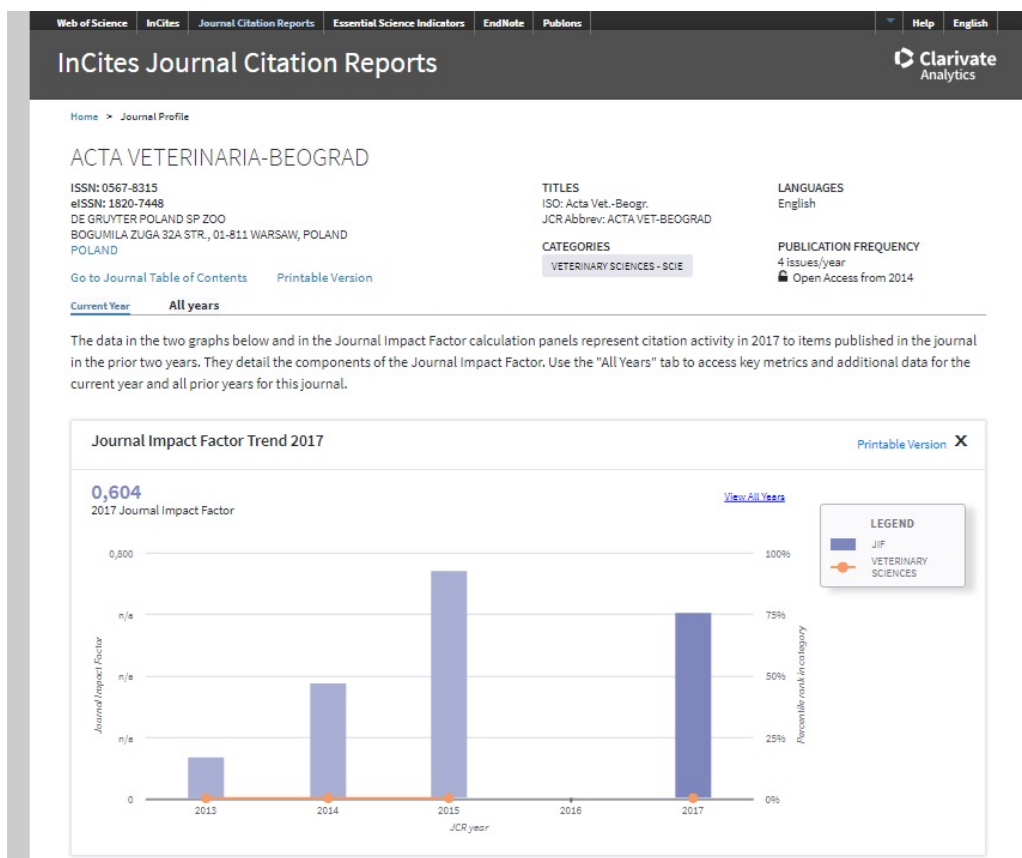 Web of Science InCites Journal Citation Reports Essential Science Indicators EndNote Publons Help English
InCites Journal Citation Reports
Clarivate
Analytics
Home > Journal Profile
ACTA VETERINARIA-BEOGRAD
ISSN: 0567-8315
eISSN: 1820-7448
DE GRUYTER POLAND SP ZOO
BOGUMILA ZUGA 32A STR., 01-811 WARSAW, POLAND
POLAND
Go to Journal Table of Contents Printable Version
TITLES
ISO: Acta Vet.-Beogr.
JCR Abbrev: ACTA VET-BEOGRAD
CATEGORIES
VETERINARY SCIENCES - SCIE
LANGUAGES
English
PUBLICATION FREQUENCY
4 issues/year
Open Access from 2014
Current Year All years
The data in the two graphs below and in the Journal Impact Factor calculation panels represent citation activity in 2017 to items published in the journal
in the prior two years. They detail the components of the Journal Impact Factor. Use the "All Years" tab to access key metrics and additional data for the
current year and all prior years for this journal.
Journal Impact Factor Trend 2017
Printable Version X
0,604
2017 Journal Impact Factor
View All Years
LEGEND
JIF
VETERINARY
SCIENCES
0,800 100%
n/a 75%
n/a 50%
n/a 25%
0 0%
Journal Impact Factor
Percentile rank in category
2013 2014 2015 2016 2017
JCR year